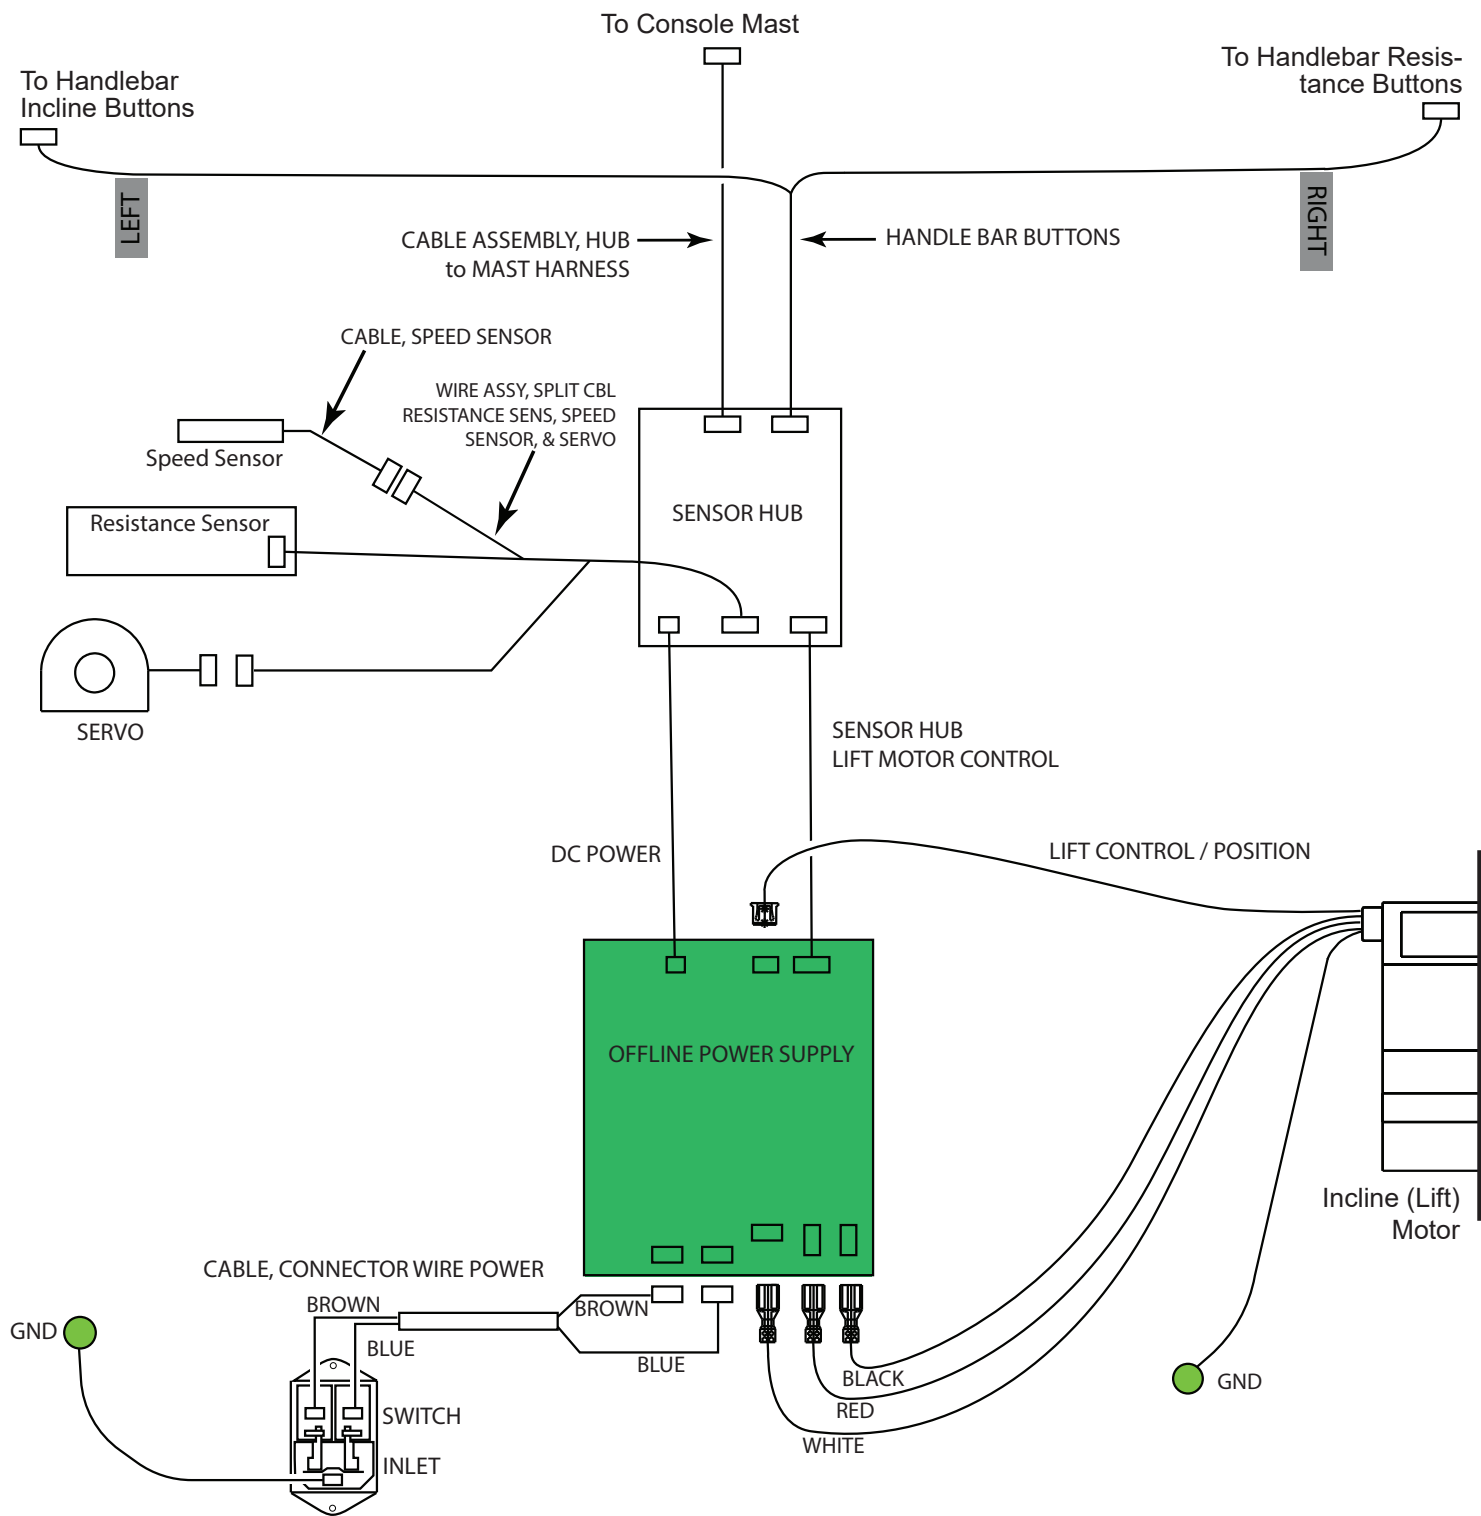 To Console Mast
To Handlebar
Incline Buttons
To Handlebar Resis-
tance Buttons
LEFT
RIGHT
CABLE ASSEMBLY, HUB
to MAST HARNESS
HANDLE BAR BUTTONS
CABLE, SPEED SENSOR
WIRE ASSY, SPLIT CBL
RESISTANCE SENS, SPEED
SENSOR, & SERVO
Speed Sensor
Resistance Sensor
SENSOR HUB
SERVO
SENSOR HUB
LIFT MOTOR CONTROL
DC POWER
LIFT CONTROL / POSITION
OFFLINE POWER SUPPLY
Incline (Lift)
Motor
CABLE, CONNECTOR WIRE POWER
BROWN
BROWN
GND
BLUE
BLUE
BLACK
GND
RED
SWITCH
WHITE
INLET